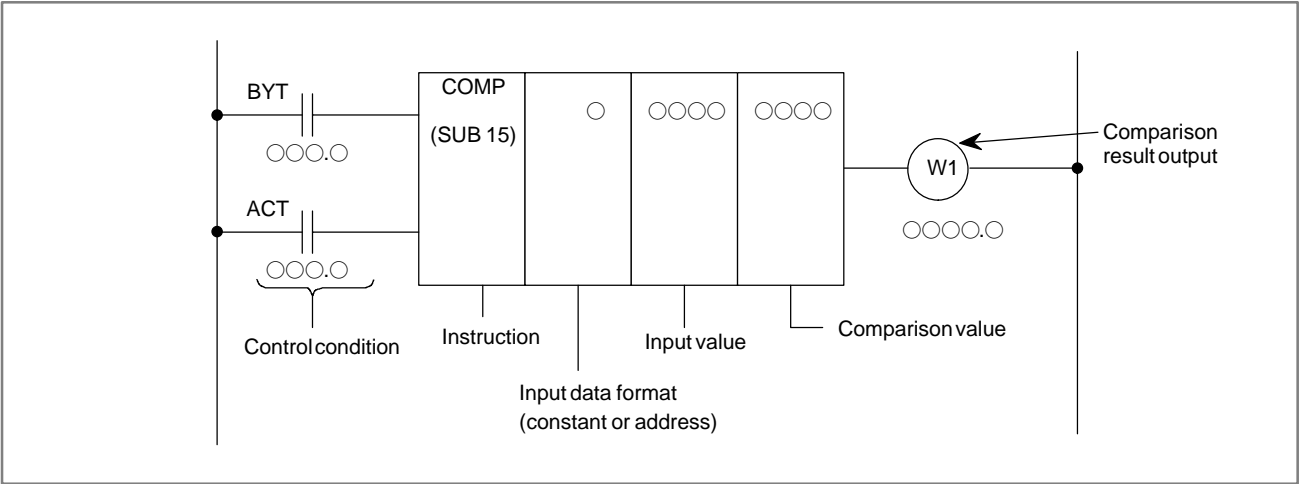 BYT
○○○.○
ACT
○○○.○
Control condition
COMP
(SUB 15)
○
○○○○
○○○○
Instruction
Input data format
(constant or address)
Input value
Comparison value
W1
○○○○.○
Comparison
result output